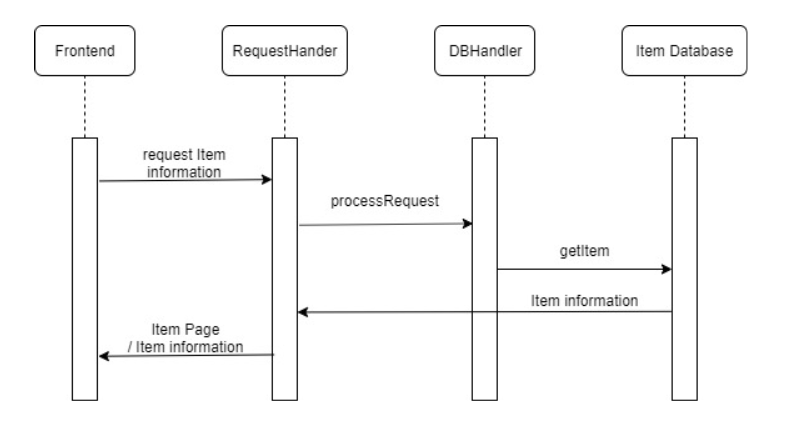 Frontend
RequestHander
DBHandler
Item Database
request Item
information
processRequest
getItem
Item information
Item Page
/ Item information